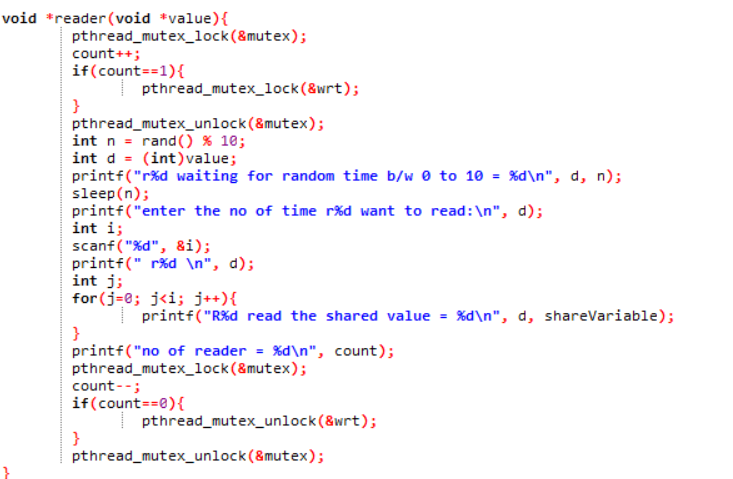 void *reader(void *value){
pthread_mutex_lock(&mutex);
count++;
if(count==1){
pthread_mutex_lock(&wrt);
}
pthread_mutex_unlock(&mutex);
int n = rand() % 10;
int d = (int)value;
printf("r%d waiting for random time b/w 0 to 10 = %d\n", d, n);
sleep(n);
printf("enter the no of time r%d want to read:\n", d);
int i;
scanf("%d", &i);
printf(" r%d \n", d);
int j;
for(j=0; j<i; j++){
printf("R%d read the shared value = %d\n", d, shareVariable);
}
printf("no of reader = %d\n", count);
pthread_mutex_lock(&mutex);
count--;
if(count==0){
pthread_mutex_unlock(&wrt);
}
pthread_mutex_unlock(&mutex);
}